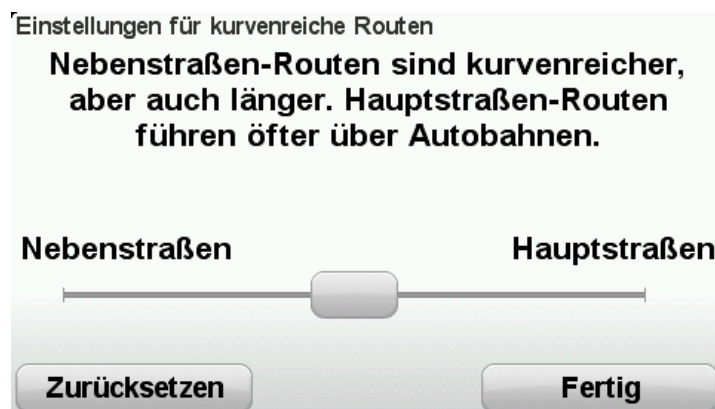 Einstellungen für kurvenreiche Routen
Nebenstraßen-Routen sind kurvenreicher,
aber auch länger. Hauptstraßen-Routen
führen öfter über Autobahnen.
Nebenstraßen
Hauptstraßen
Zurücksetzen
Fertig